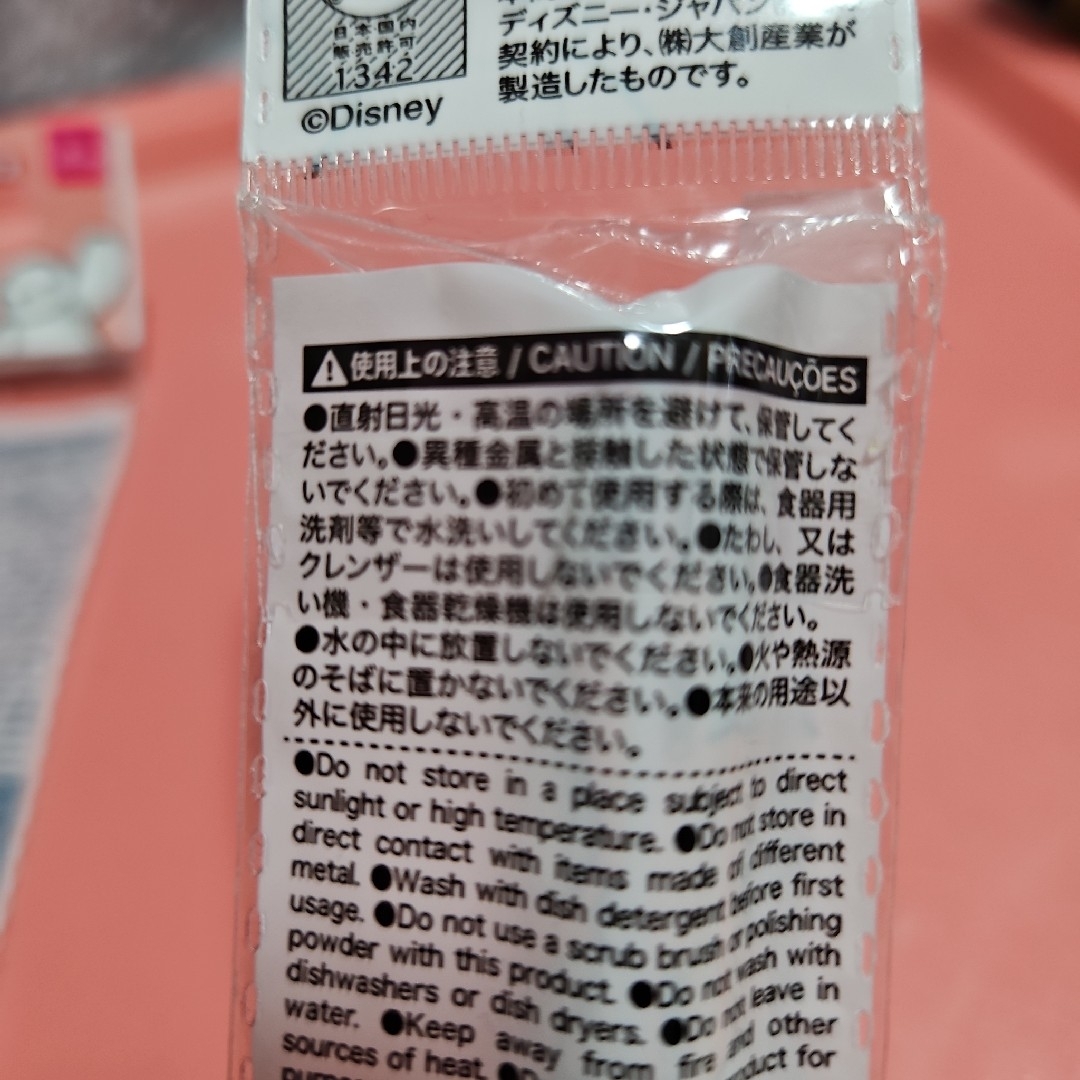 日本国内
販売許可
1342
©Disney
ディズニー・ジャパン
契約により、㈱大創産業が
製造したものです。
使用上の注意 / CAUTION / PRECAUÇÕES
●直射日光・高温の場所を避けて、保管してく
ださい。●異種金属と接触した状態で保管しな
いでください。●初めて使用する際は、食器用
洗剤等で水洗いしてください。●たわし、又は
クレンザーは使用しないでください。●食器洗
い機・食器乾燥機は使用しないでください。
●水の中に放置しないでください。●火や熱源
のそばに置かないでください。●本来の用途以
外に使用しないでください。
●Do not store in a place subject to direct
sunlight or high temperature. ●Do not store in
direct contact with items made of different
metal. ●Wash with dish detergent before first
usage. ●Do not use a scrub brush or polishing
powder with this product. ●Do not wash with
dishwashers or dish dryers. ●Do not leave in
water. ●Keep away from fire and other
sources of heat.